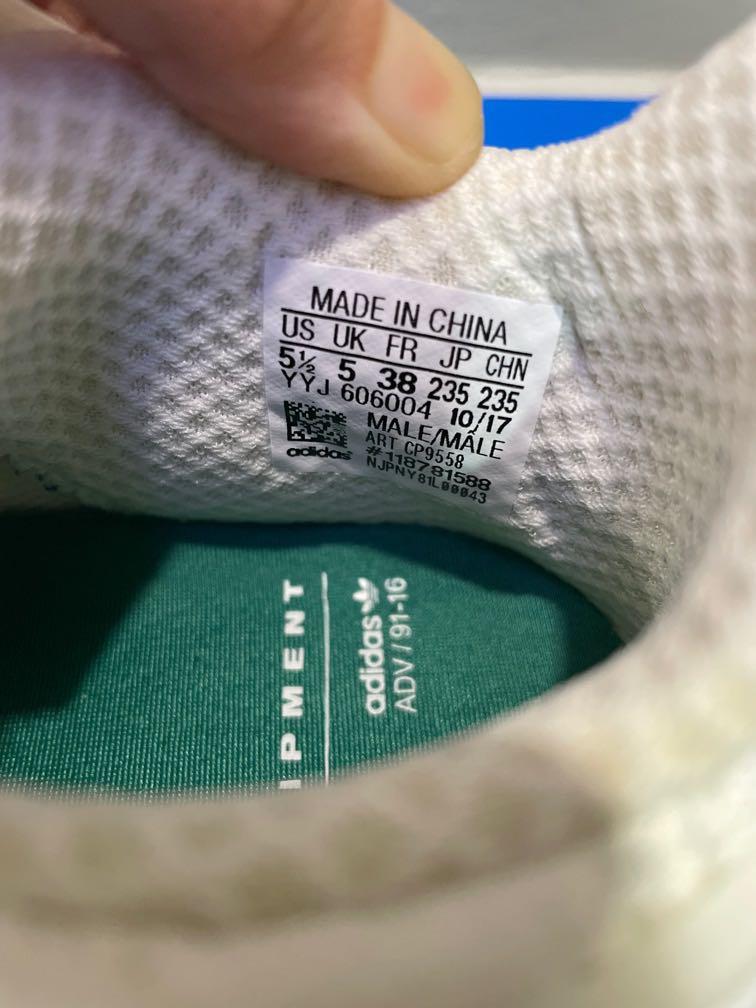 MADE IN CHINA
US UK FR JP CHN
5½ 5 38 235 235
YYJ 606004 10/17
MALE/MÂLE
ART CP9558
#118781588
NJPNY81L00043
adidas
IPMENT
adidas
ADV / 91-16